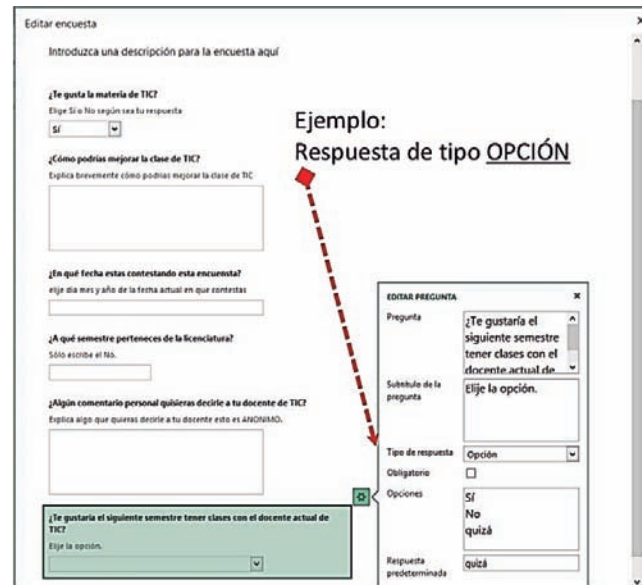 Editar encuesta
Introduzca una descripción para la encuesta aquí
¿Te gusta la materia de TIC?
Elige Sí o No según sea tu respuesta
Sí
¿Cómo podrías mejorar la clase de TIC?
Explica brevemente cómo podrías mejorar la clase de TIC
¿En qué fecha estas contestando esta encuensta?
elije día mes y año de la fecha actual en que contestas
¿A qué semestre perteneces de la licenciatura?
Sólo escribe el No.
¿Algún comentario personal quisieras decirle a tu docente de TIC?
Explica algo que quieras decirle a tu docente esto es ANONIMO.
¿Te gustaría el siguiente semestre tener clases con el docente actual de
TIC?
Elije la opción.
Ejemplo:
Respuesta de tipo OPCIÓN
EDITAR PREGUNTA
Pregunta
¿Te gustaría el
siguiente semestre
tener clases con el
docente actual de
Subtítulo de la
pregunta
Elije la opción.
Tipo de respuesta
Opción
Obligatorio
Opciones
Sí
No
quizá
Respuesta
predeterminada
quizá